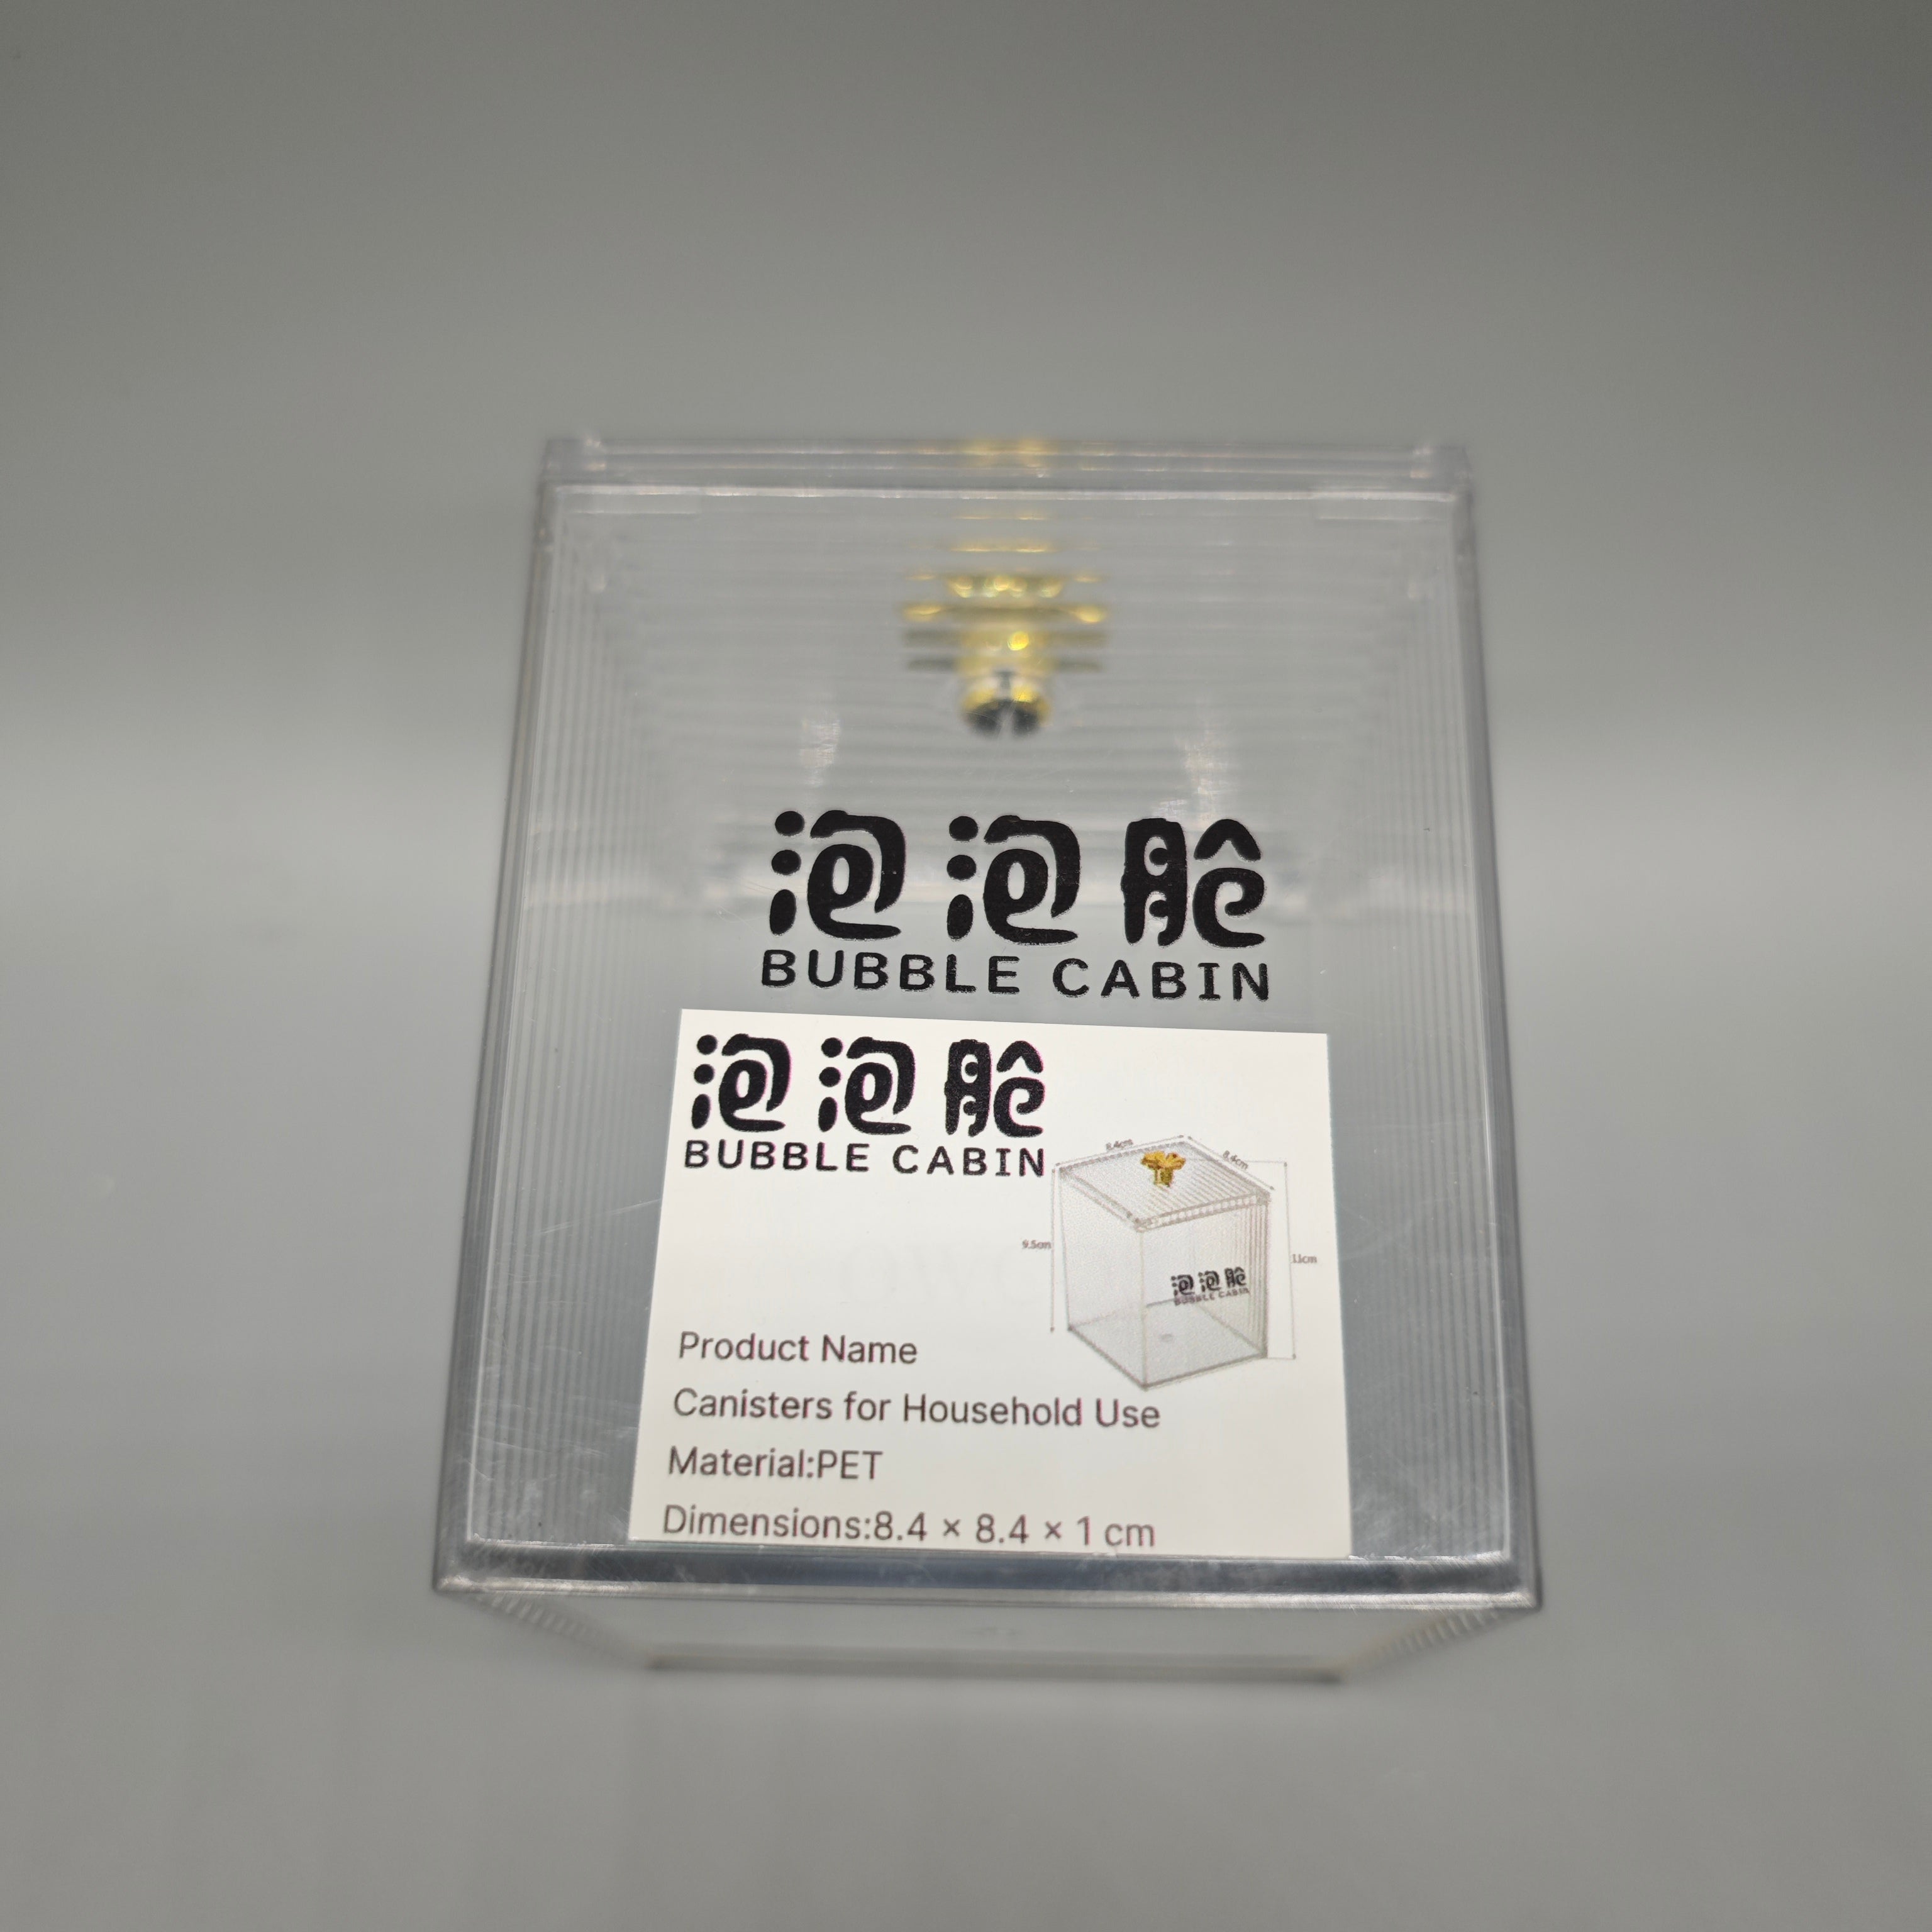 泡泡舱
BUBBLE CABIN
泡泡舱
BUBBLE CABIN
8.4cm
8.4cm
9.5cm
11cm
泡泡舱
BUBBLE CABIN
Product Name
Canisters for Household Use
Material:PET
Dimensions:8.4 × 8.4 × 1 cm